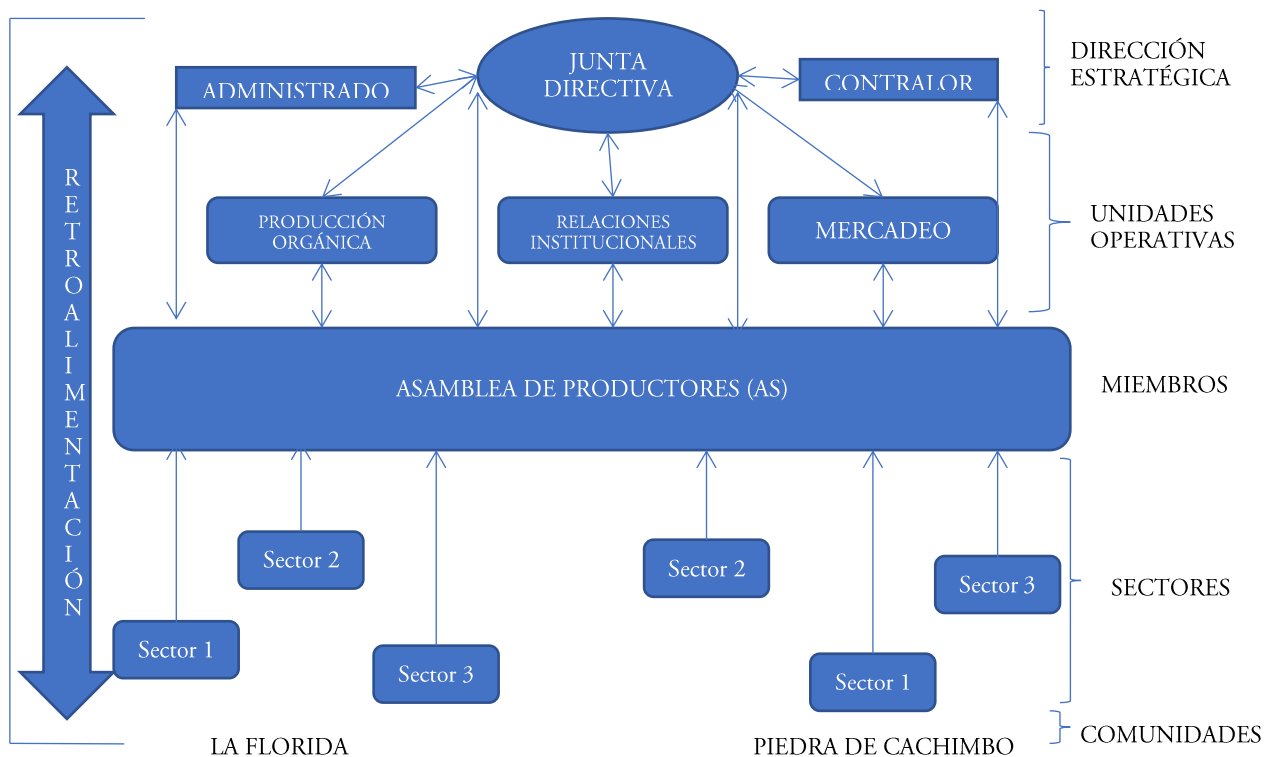 JUNTA
DIRECTIVA
ADMINISTRADO
CONTRALOR
DIRECCIÓN
ESTRATÉGICA
RETROALIMENTACIÓN
PRODUCCIÓN
ORGÁNICA
RELACIONES
INSTITUCIONALES
MERCADEO
UNIDADES
OPERATIVAS
ASAMBLEA DE PRODUCTORES (AS)
MIEMBROS
Sector 2
Sector 2
Sector 3
SECTORES
Sector 1
Sector 3
Sector 1
LA FLORIDA
PIEDRA DE CACHIMBO
COMUNIDADES